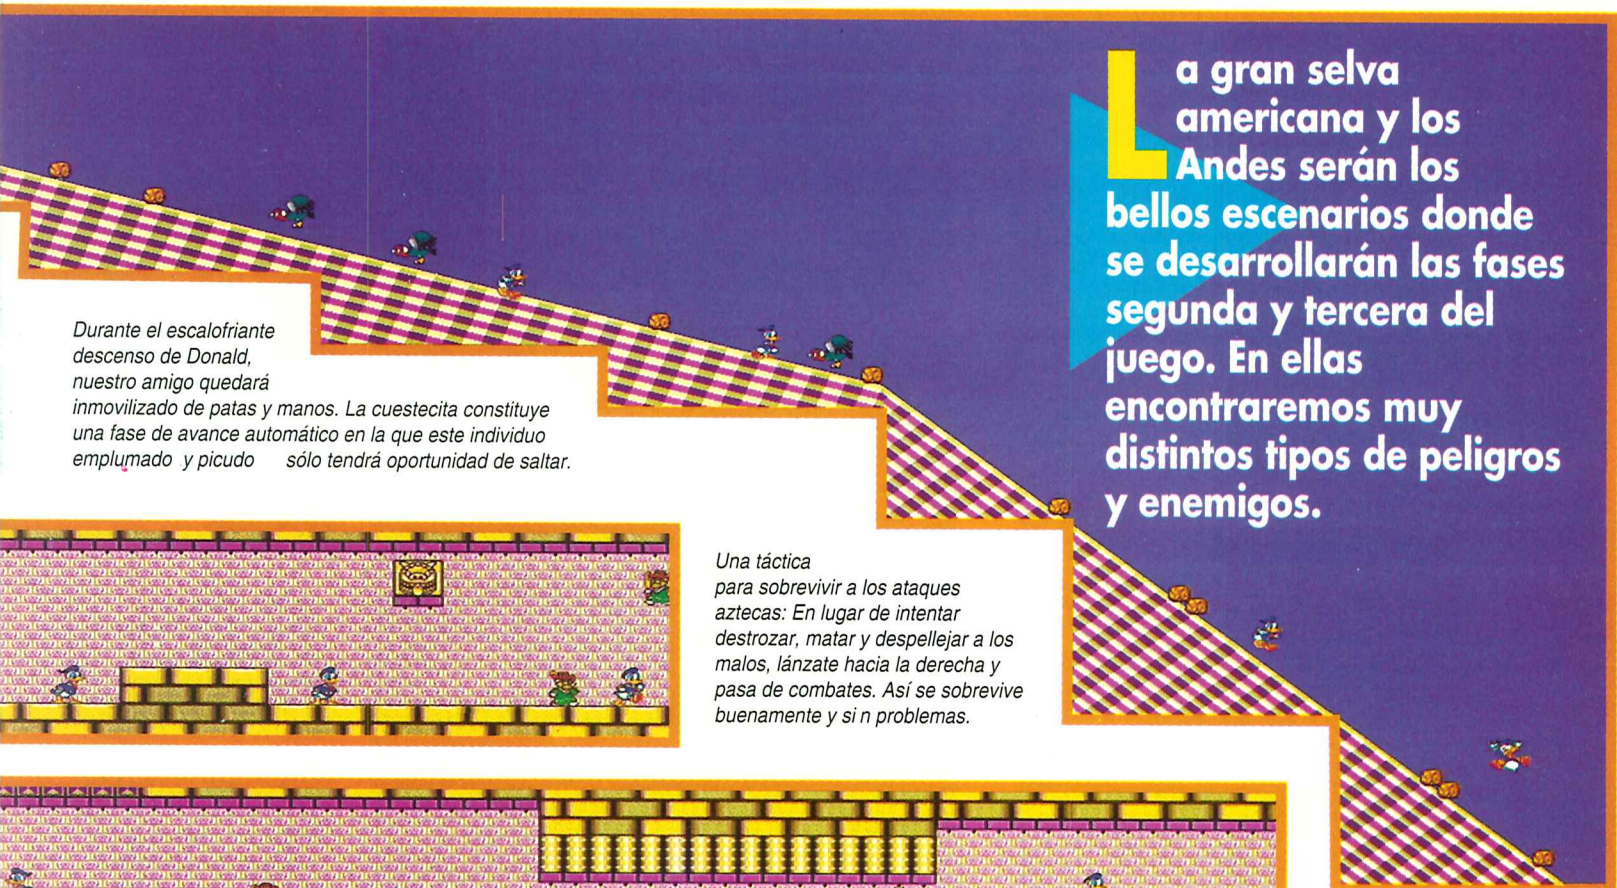 La gran selva
americana y los
Andes serán los
bellos escenarios donde
se desarrollarán las fases
segunda y tercera del
juego. En ellas
encontraremos muy
distintos tipos de peligros
y enemigos.
Durante el escalofriante
descenso de Donald,
nuestro amigo quedará
inmovilizado de patas y manos. La cuestecita constituye
una fase de avance automático en la que este individuo
emplumado y picudo sólo tendrá oportunidad de saltar.
Una táctica
para sobrevivir a los ataques
aztecas: En lugar de intentar
destrozar, matar y despellejar a los
malos, lánzate hacia la derecha y
pasa de combates. Así se sobrevive
buenamente y si n problemas.